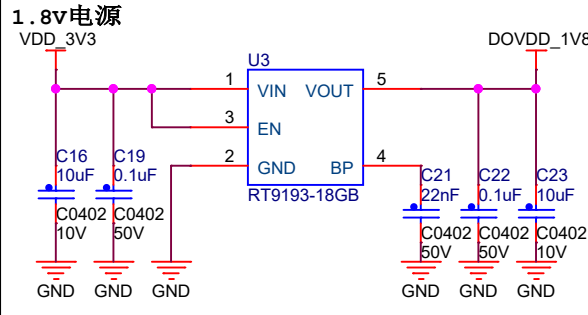 1.8V电源
VDD_3V3
DOVDD_1V8
U3
1
VIN
VOUT
5
3
EN
2
GND
BP
4
RT9193-18GB
C16
10uF
C0402
10V
C19
0.1uF
C0402
50V
C21
22nF
C0402
50V
C22
0.1uF
C0402
50V
C23
10uF
C0402
10V
GND
GND
GND
GND
GND
GND